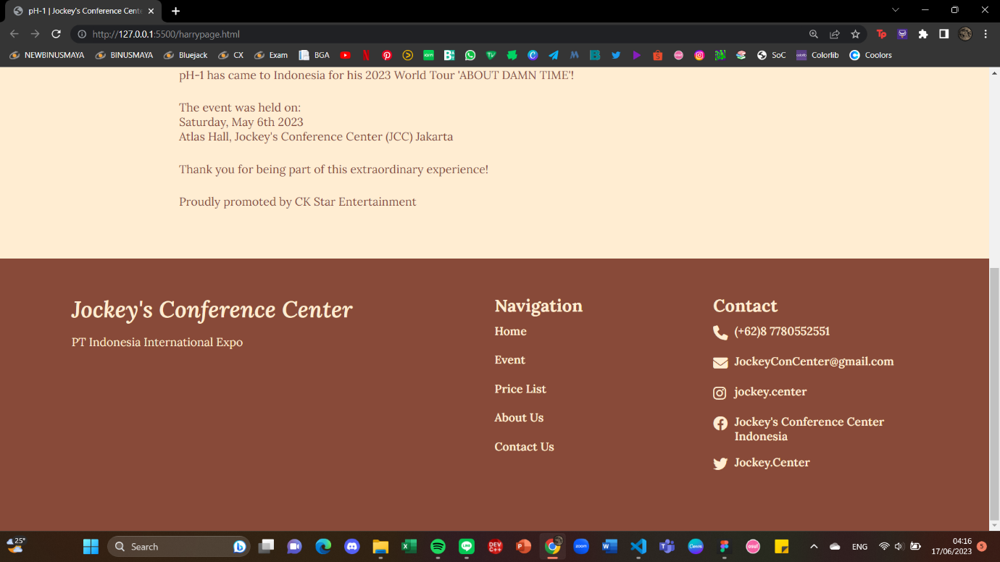 pH-1 | Jockey's Conference Cente
http://127.0.0.1:5500/harrypage.html
NEWBINUSMAYA
BINUSMAYA
Bluejack
CX
Exam
BGA
SoC
Colorlib
Coolors
pH-1 has came to Indonesia for his 2023 World Tour 'ABOUT DAMN TIME'!
The event was held on:
Saturday, May 6th 2023
Atlas Hall, Jockey's Conference Center (JCC) Jakarta
Thank you for being part of this extraordinary experience!
Proudly promoted by CK Star Entertainment
Jockey's Conference Center
PT Indonesia International Expo
Navigation
Home
Event
Price List
About Us
Contact Us
Contact
(+62)8 7780552551
JockeyConCenter@gmail.com
jockey.center
Jockey's Conference Center
Indonesia
Jockey.Center
25°
Search
ENG
04:16
17/06/2023
5